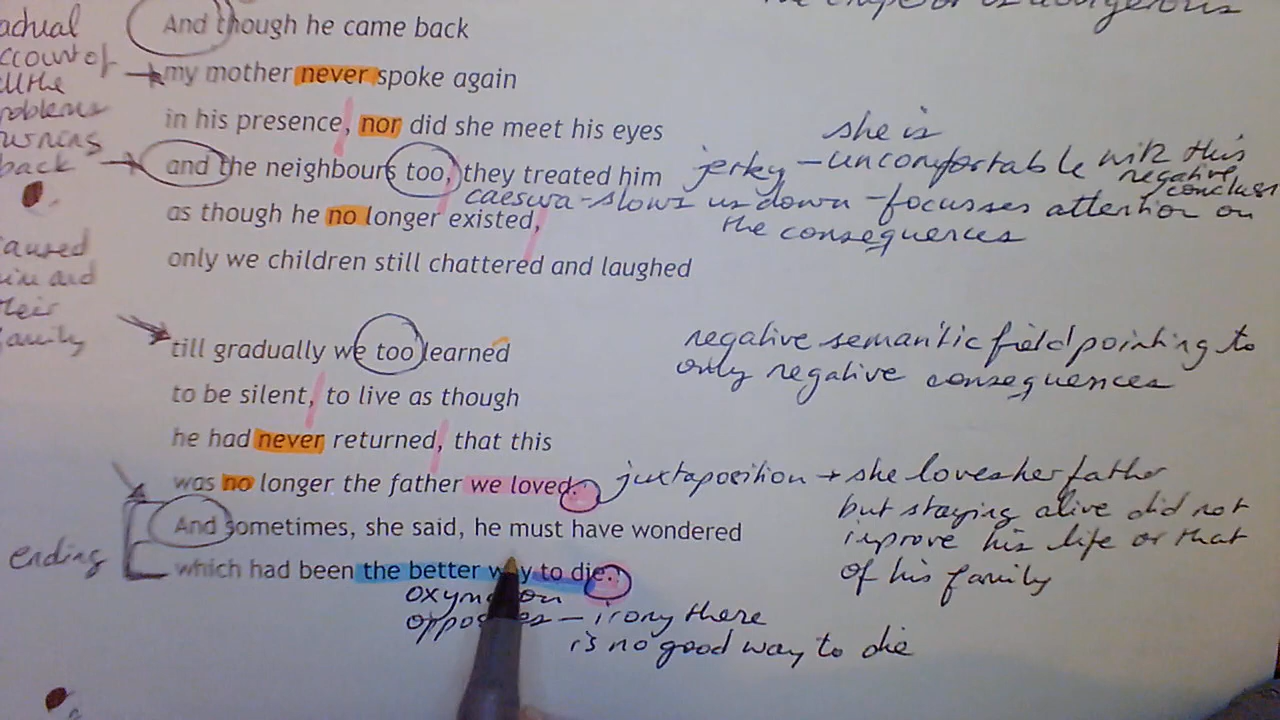 And though he came back
my mother never spoke again
in his presence, nor did she meet his eyes
and the neighbours too, they treated him
as though he no longer existed,
only we children still chattered and laughed
till gradually we too learned
to be silent, to live as though
he had never returned, that this
was no longer the father we loved.
And sometimes, she said, he must have wondered
which had been the better way to die.
she is
jerky - uncomfortable with this
negative
caesura - slows us down - focusses attention on
the consequences
negative semantic field pointing to
only negative consequences
juxtaposition → she loves her father
but staying alive did not
improve his life or that
of his family
is no good way to die
- irony there
back
family
ending